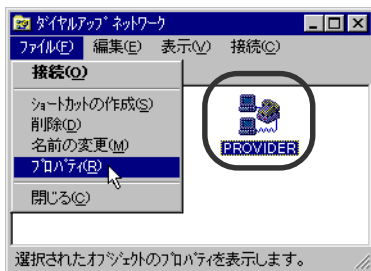 ダイヤルアップ ネットワーク
ファイル(F) 編集(E) 表示(V) 接続(C)
接続(O)
ショートカットの作成(S)
削除(D)
名前の変更(M)
プロパティ(R)
閉じる(C)
PROVIDER
選択されたオブジェクトのプロパティを表示します。